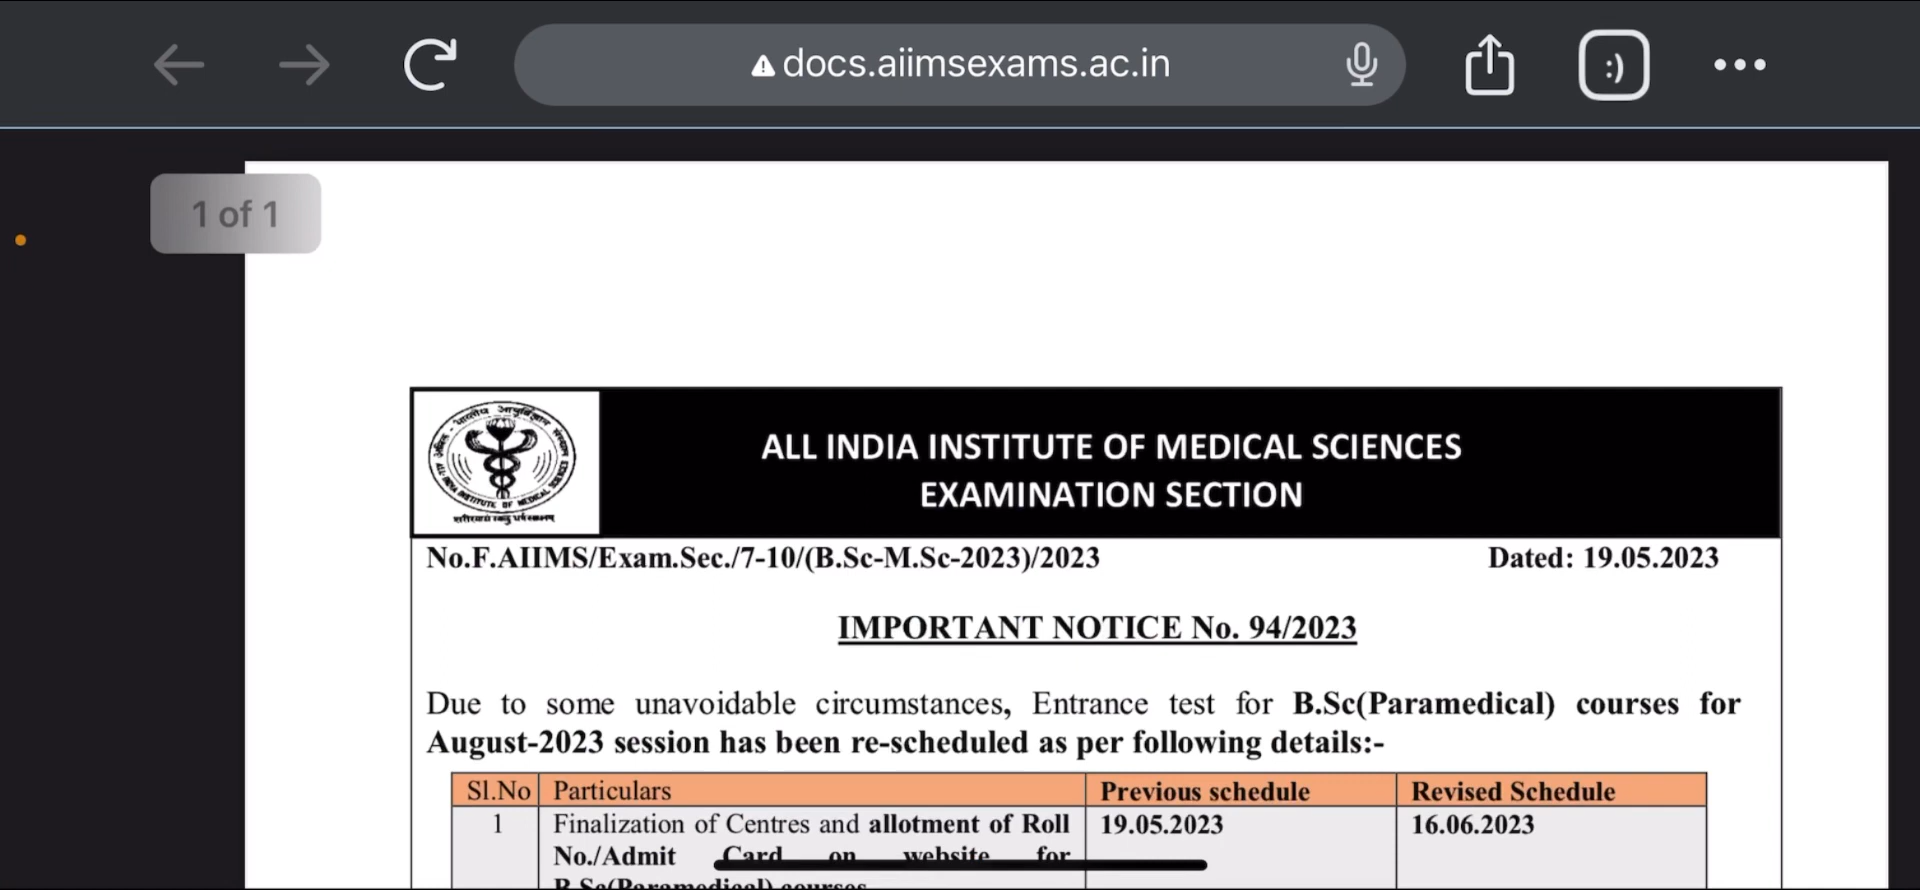 docs.aiimsexams.ac.in
:)
1 of 1
ALL INDIA INSTITUTE OF MEDICAL SCIENCES
EXAMINATION SECTION
No.F.AIIMS/Exam.Sec./7-10/(B.Sc-M.Sc-2023)/2023 Dated: 19.05.2023
IMPORTANT NOTICE No. 94/2023
Due to some unavoidable circumstances, Entrance test for B.Sc(Paramedical) courses for
August-2023 session has been re-scheduled as per following details:-
Sl.No Particulars Previous schedule Revised Schedule
1 Finalization of Centres and allotment of Roll 19.05.2023 16.06.2023
No./Admit Card on website for
B.Sc(Paramedical) courses